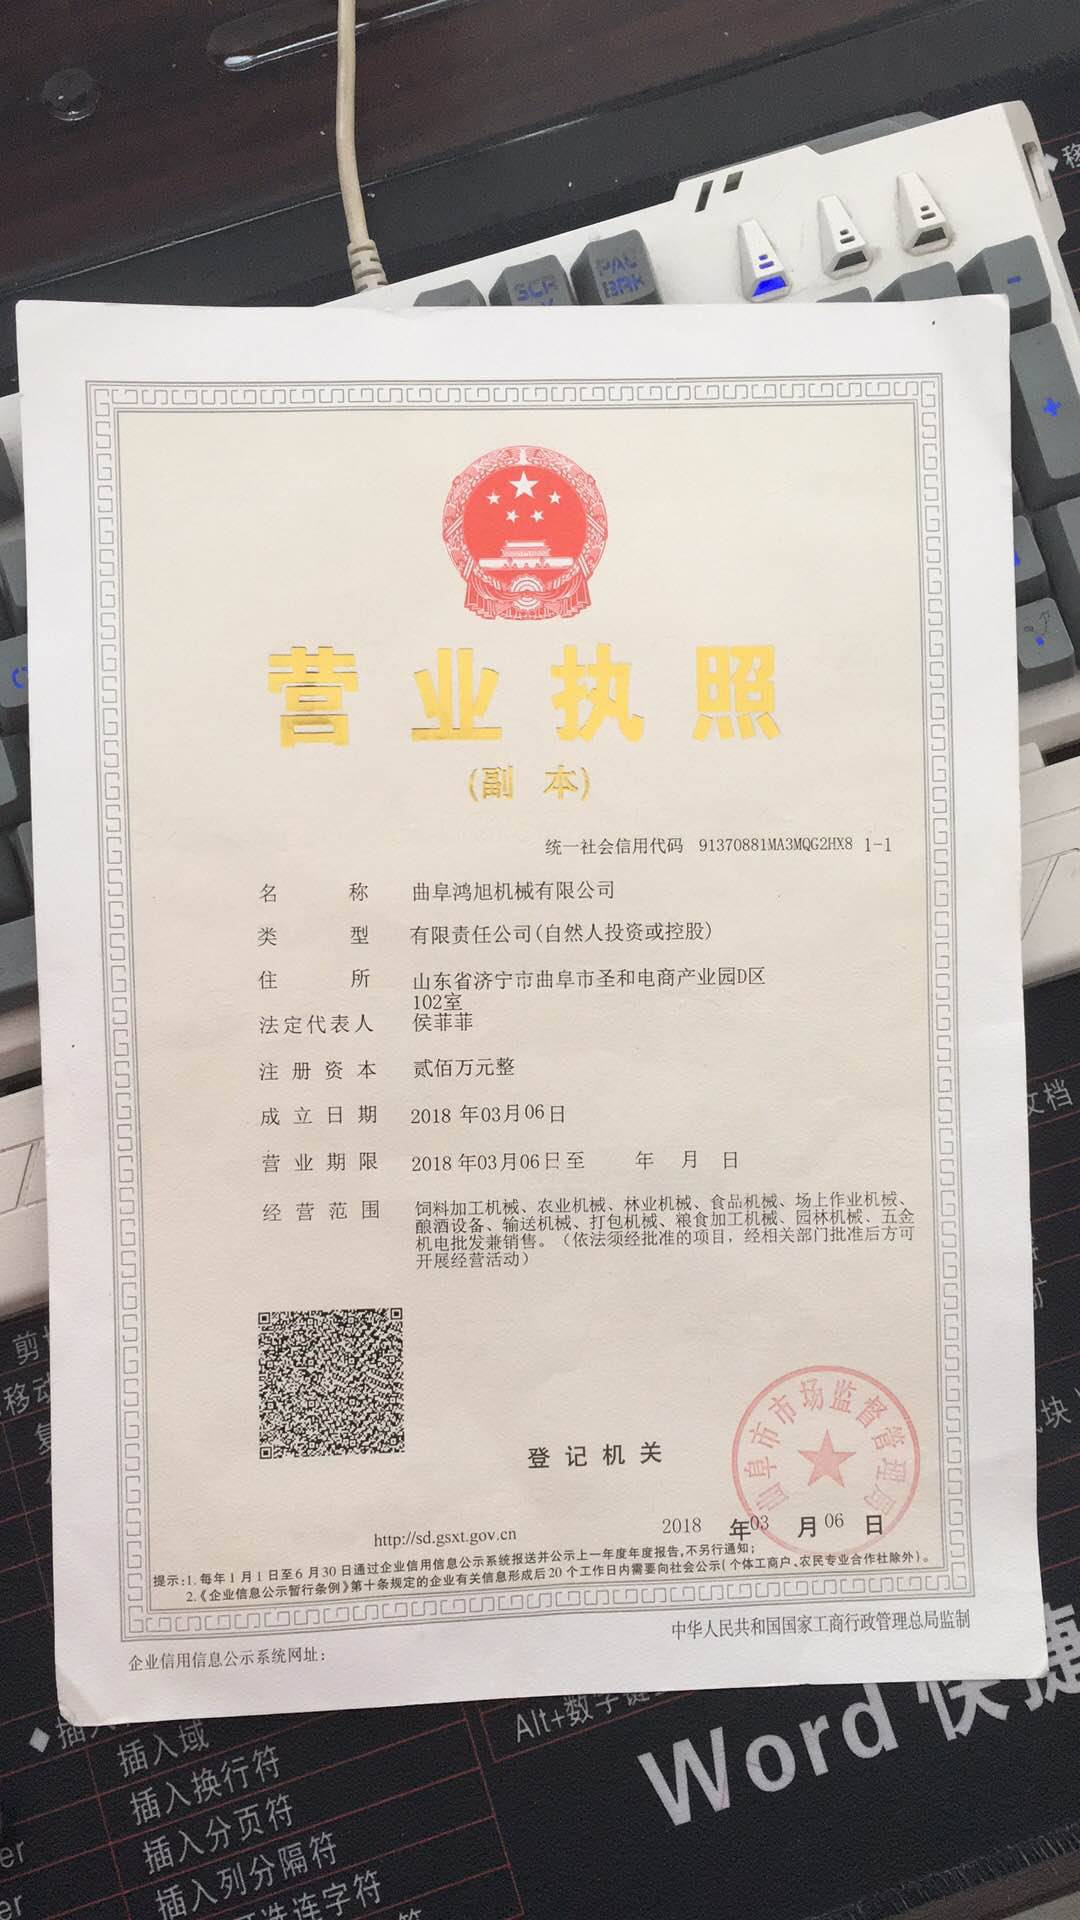 SCR
PAU
BRK
营业执照
(副 本)
统一社会信用代码 91370881MA3MQG2HX8 1-1
名 称 曲阜鸿旭机械有限公司
类 型 有限责任公司(自然人投资或控股)
住 所 山东省济宁市曲阜市圣和电商产业园D区
102室
法定代表人 侯菲菲
注册资本 贰佰万元整
成立日期 2018 年03月06日
营业期限 2018 年03月06日至 年 月 日
经营范围 饲料加工机械、农业机械、林业机械、食品机械、场上作业机械、
酿酒设备、输送机械、打包机械、粮食加工机械、园林机械、五金
机电批发兼销售。（依法须经批准的项目，经相关部门批准后方可
开展经营活动）
曲阜市市场监督管理局
登记机关
2018 年03 月06 日
http://sd.gsxt.gov.cn
提示:1.每年1月1日至6月30日通过企业信用信息公示系统报送并公示上一年度年度报告,不另行通知;
2.《企业信息公示暂行条例》第十条规定的企业有关信息形成后20个工作日内需要向社会公示(个体工商户、农民专业合作社除外)。
企业信用信息公示系统网址:
中华人民共和国国家工商行政管理总局监制
文档
剪
移动
块
插入域
插入换行符
插入分页符
插入列分隔符
选连字符
Alt+数字键
Word 快捷